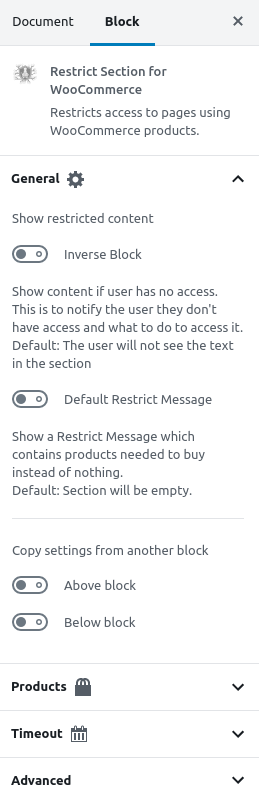 Document Block
Restrict Section for
WooCommerce
Restricts access to pages using
WooCommerce products.
General
Show restricted content
Inverse Block
Show content if user has no access.
This is to notify the user they don't
have access and what to do to access it.
Default: The user will not see the text
in the section
Default Restrict Message
Show a Restrict Message which
contains products needed to buy
instead of nothing.
Default: Section will be empty.
Copy settings from another block
Above block
Below block
Products
Timeout
Advanced